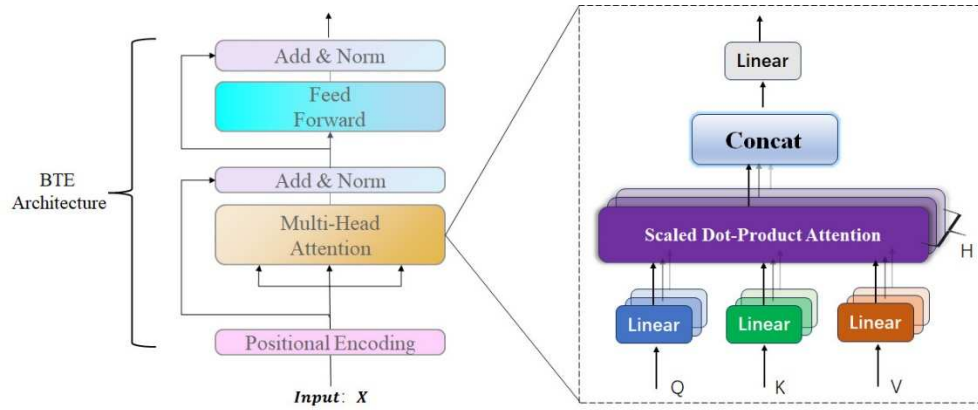 Add & Norm
Feed
Forward
Add & Norm
Multi-Head
Attention
BTE
Architecture
Positional Encoding
Input: X
Linear
Concat
Scaled Dot-Product Attention
H
Linear
Linear
Linear
Q
K
V